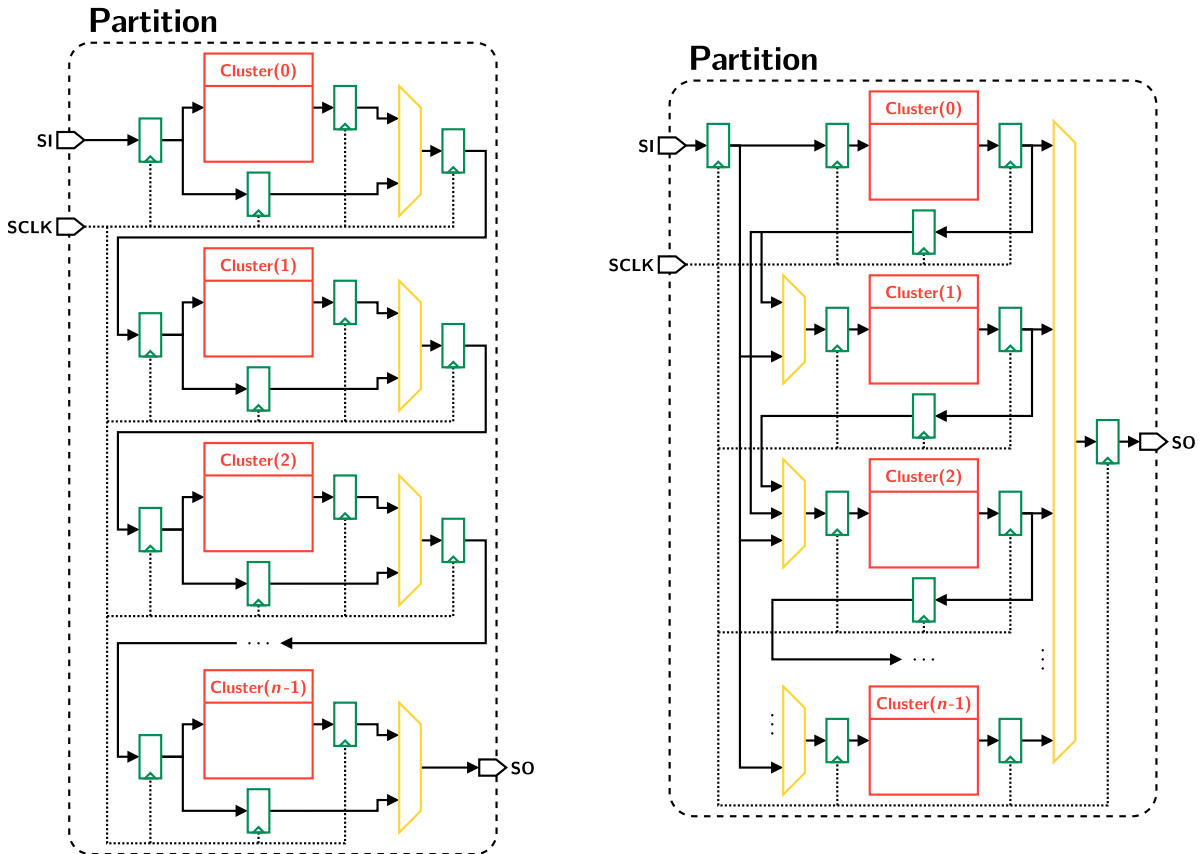 Partition
Cluster(0)
SI
SCLK
Cluster(1)
Cluster(2)
...
Cluster(n-1)
SO
Partition
Cluster(0)
SI
SCLK
Cluster(1)
SO
Cluster(2)
...
Cluster(n-1)